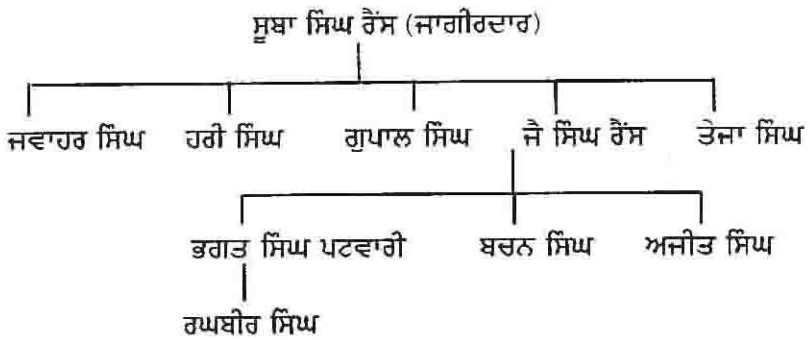 ਸੂਬਾ ਸਿੰਘ ਰੈਂਸ (ਜਾਗੀਰਦਾਰ)
ਜਵਾਹਰ ਸਿੰਘ ਹਰੀ ਸਿੰਘ ਗੁਪਾਲ ਸਿੰਘ ਜੈ ਸਿੰਘ ਰੈਂਸ ਤੇਜਾ ਸਿੰਘ
ਭਗਤ ਸਿੰਘ ਪਟਵਾਰੀ ਬਚਨ ਸਿੰਘ ਅਜੀਤ ਸਿੰਘ
ਰਘਬੀਰ ਸਿੰਘ